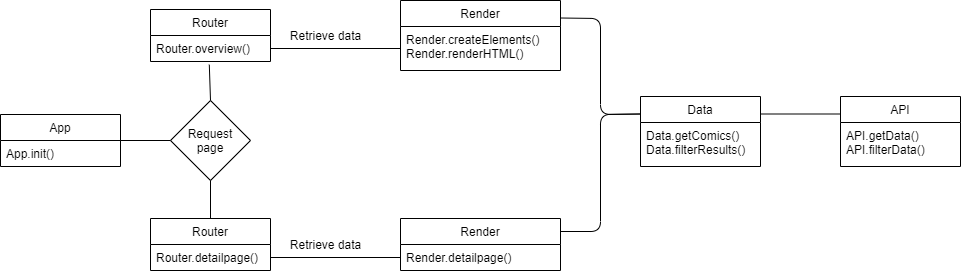 Router
Router.overview()
Retrieve data
Render
Render.createElements()
Render.renderHTML()
App
App.init()
Request
page
Data
Data.getComics()
Data.filterResults()
API
API.getData()
API.filterData()
Router
Router.detailpage()
Retrieve data
Render
Render.detailpage()